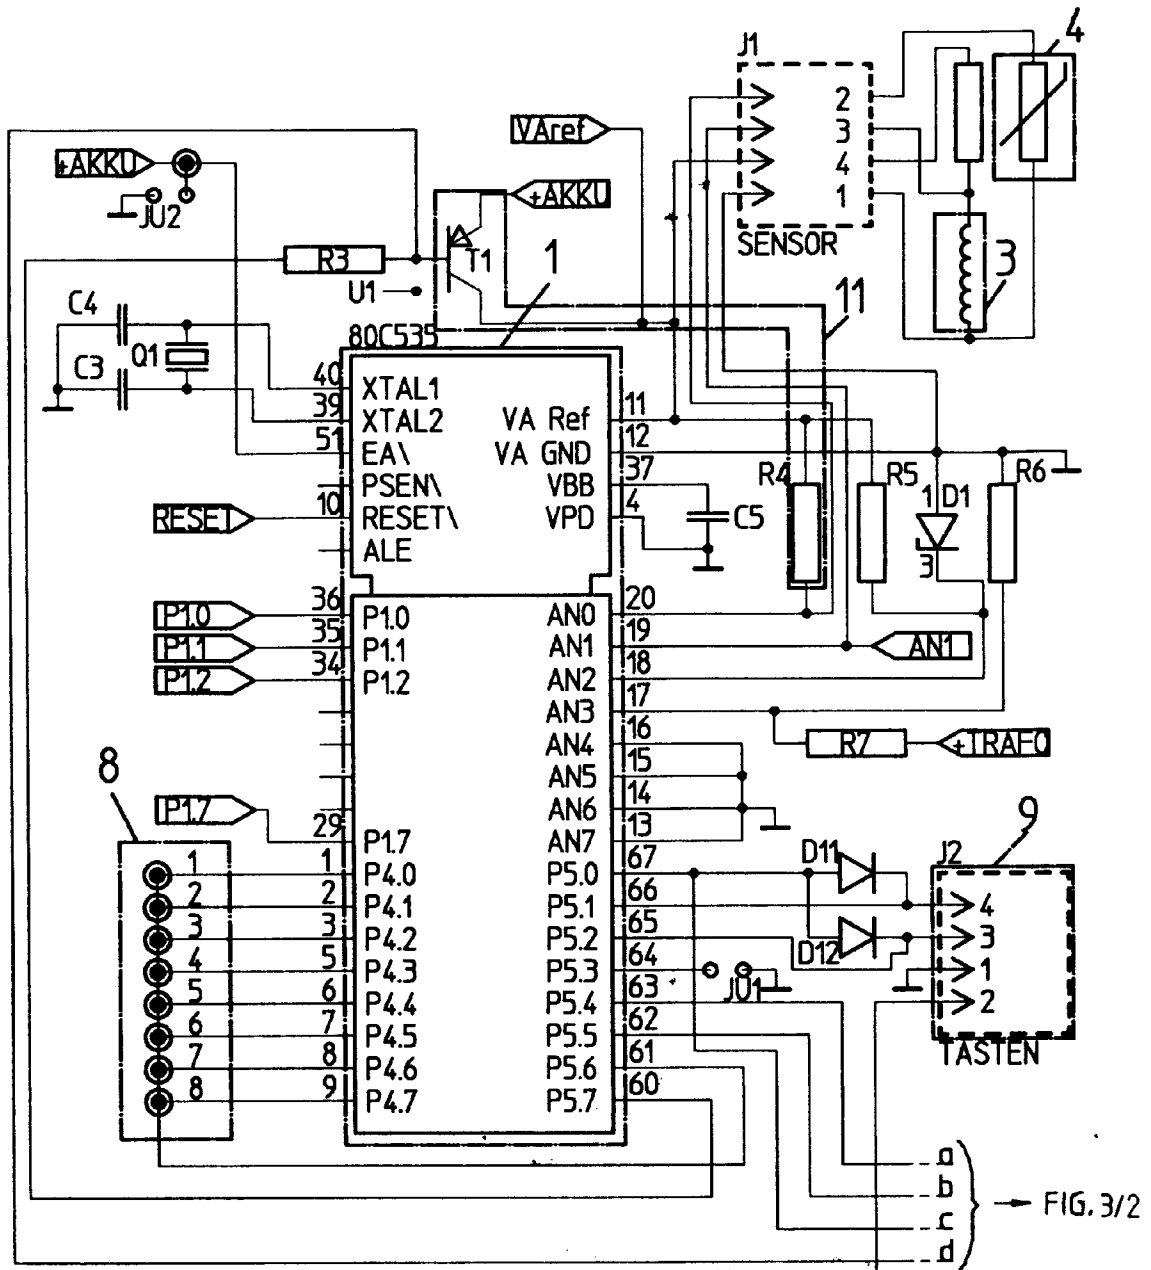 4
J1
2
3
4
1
SENSOR
3
VAref
+AKKU
JU2
+AKKU
T1
R3
U1
1
11
C4
C3
Q1
80C535
40 XTAL1
39 XTAL2
51 EA\
PSEN\
10 RESET\
ALE
RESET
VA Ref 11
VA GND 12
VBB 37
VPD 4
C5
R4
R5
1 D1
3
R6
P1.0 36 P1.0
P1.1 35 P1.1
P1.2 34 P1.2
P1.7 29 P1.7
AN0 20
AN1 19 AN1
AN2 18
AN3 17
AN4 16
AN5 15
AN6 14
AN7 13
R7 +TRAFO
8
1 1 P4.0
2 2 P4.1
3 3 P4.2
4 5 P4.3
5 6 P4.4
6 7 P4.5
7 8 P4.6
8 9 P4.7
P5.0 67
P5.1 66
P5.2 65
P5.3 64
P5.4 63
P5.5 62
P5.6 61
P5.7 60
D11
D12
JU1
9
J2
4
3
1
2
TASTEN
a
b
c
d
FIG. 3/2